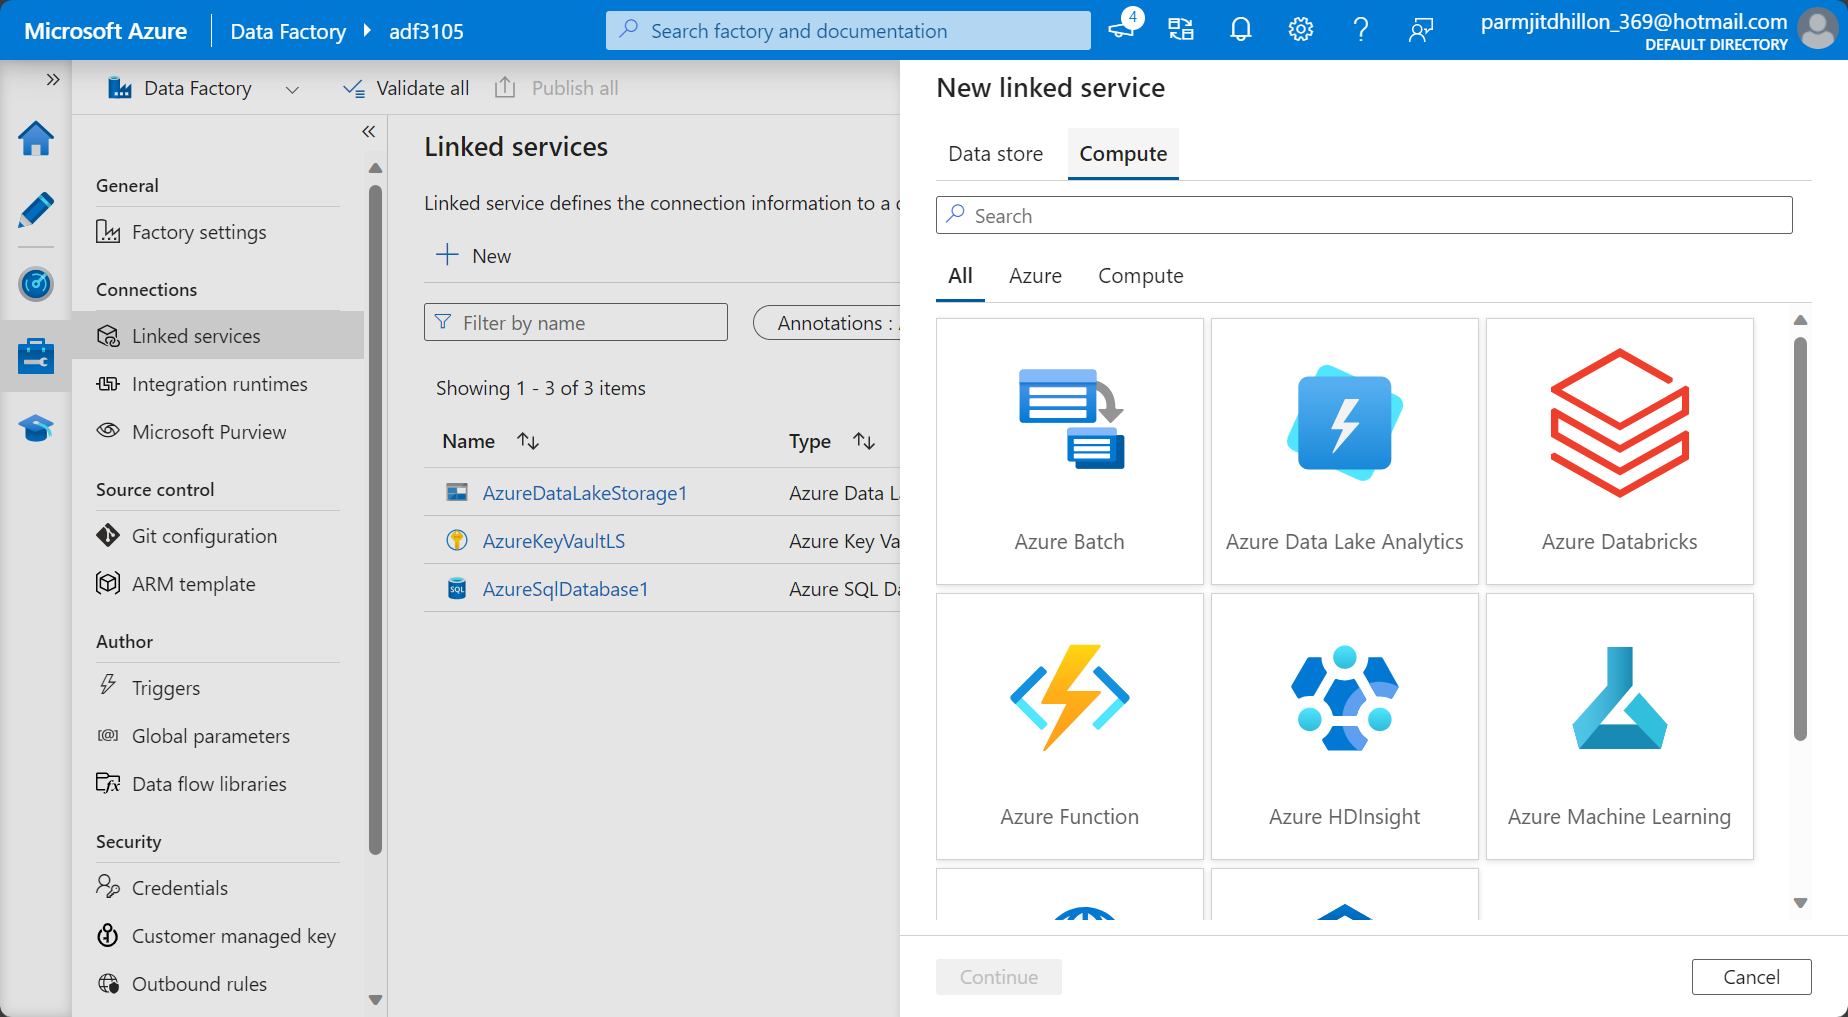 Microsoft Azure
Data Factory
adf3105
Search factory and documentation
4
parmjitdhillon_369@hotmail.com
DEFAULT DIRECTORY
Data Factory
Validate all
Publish all
General
Factory settings
Connections
Linked services
Integration runtimes
Microsoft Purview
Source control
Git configuration
ARM template
Author
Triggers
Global parameters
Data flow libraries
Security
Credentials
Customer managed key
Outbound rules
Linked services
Linked service defines the connection information to a
New
Filter by name
Annotations :
Showing 1 - 3 of 3 items
Name Type
AzureDataLakeStorage1 Azure Data L
AzureKeyVaultLS Azure Key Va
SQL AzureSqlDatabase1 Azure SQL Da
New linked service
Data store Compute
Search
All Azure Compute
Azure Batch
Azure Data Lake Analytics
Azure Databricks
Azure Function
Azure HDInsight
Azure Machine Learning
Continue
Cancel